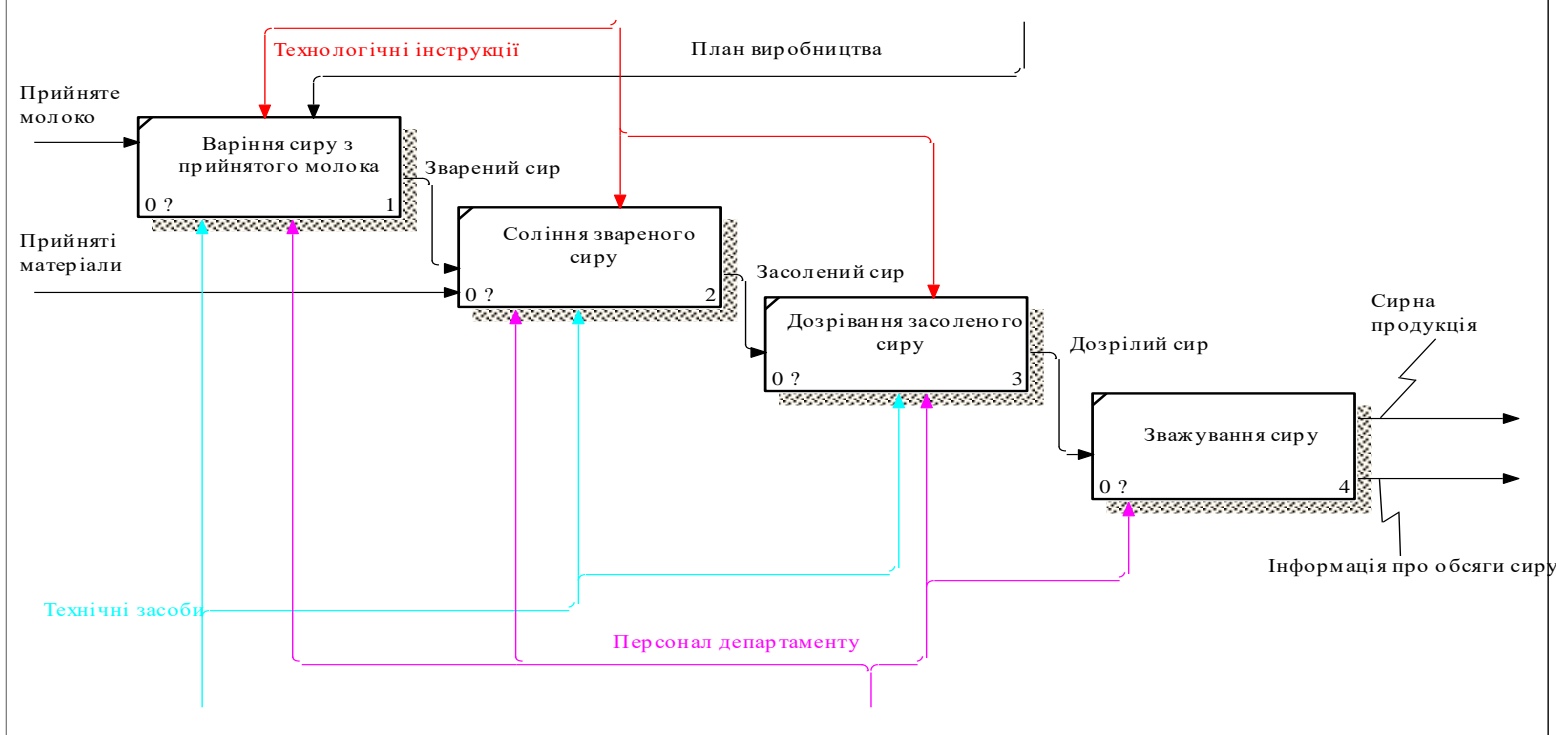 Технологічні інструкції
План виробництва
Прийняте
молоко
Варіння сиру з
прийнятого молока
0 ?
1
Зварений сир
Прийняті
матеріали
Соління звареного
сиру
0 ?
2
Засолений сир
Дозрівання засоленого
сиру
0 ?
3
Дозрілий сир
Сирна
продукція
Зважування сиру
0 ?
4
Інформація про обсяги сиру
Технічні засоби
Персонал департаменту